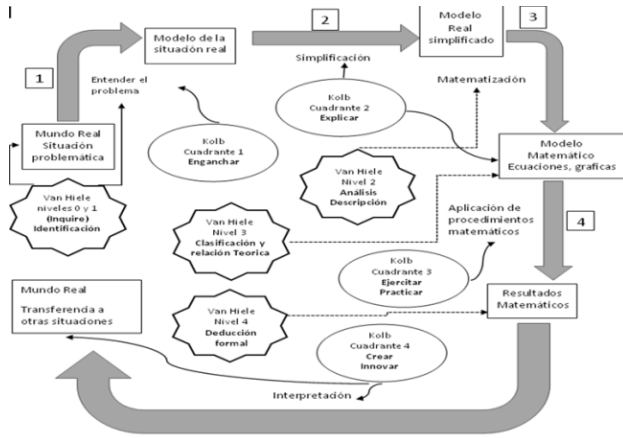 1
2
3
4
Modelo de la
situación real
Modelo
Real
simplificado
Simplificación
Matematización
Entender el
problema
Mundo Real
Situación
problemática
Kolb
Cuadrante 1
Enganchar
Kolb
Cuadrante 2
Explicar
Modelo
Matemático
Ecuaciones, graficas
Van Hiele
niveles 0 y 1
(Inquire)
Identificación
Van Hiele
Nivel 2
Análisis
Descripción
Van Hiele
Nivel 3
Clasificación y
relación Teorica
Aplicación de
procedimientos
matemáticos
Kolb
Cuadrante 3
Ejercitar
Practicar
Mundo Real
Transferencia a
otras situaciones
Van Hiele
Nivel 4
Deducción
formal
Resultados
Matemáticos
Kolb
Cuadrante 4
Crear
Innovar
Interpretación